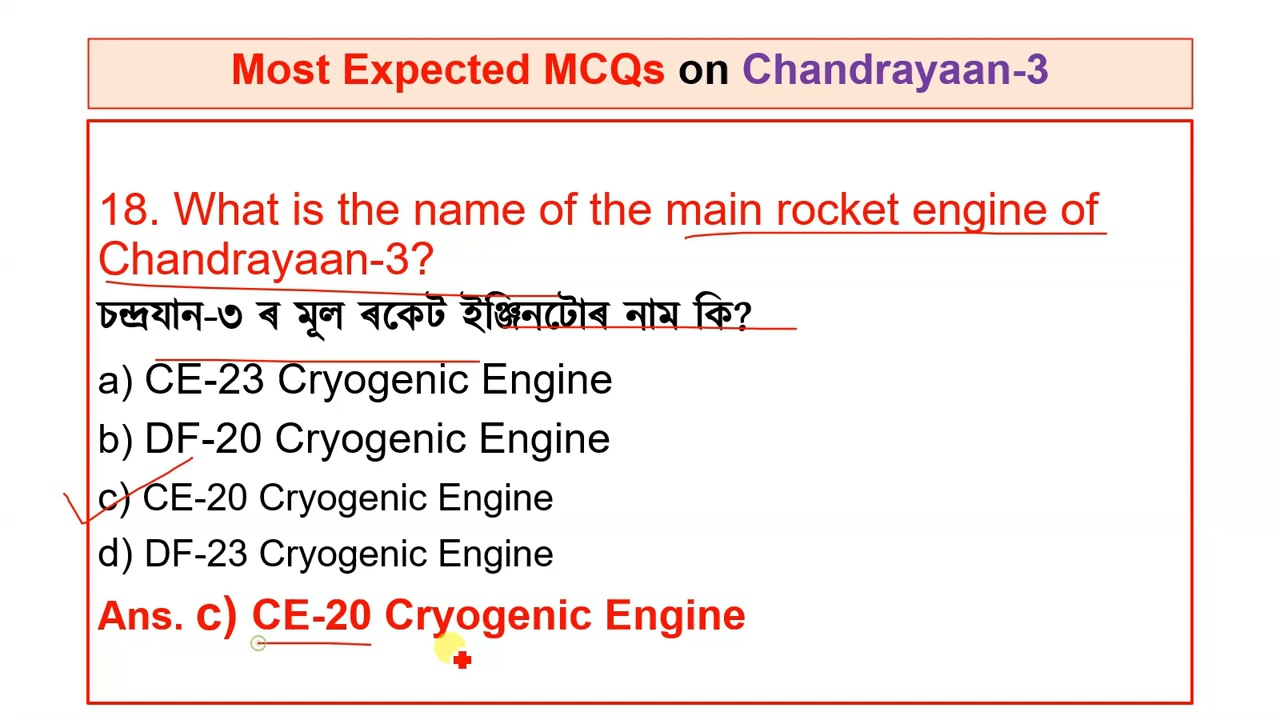 Most Expected MCQs on Chandrayaan-3
18. What is the name of the main rocket engine of
Chandrayaan-3?
চন্দ্ৰযান-৩ ৰ মূল ৰকেট ইঞ্জিনটোৰ নাম কি?
a) CE-23 Cryogenic Engine
b) DF-20 Cryogenic Engine
c) CE-20 Cryogenic Engine
d) DF-23 Cryogenic Engine
Ans. c) CE-20 Cryogenic Engine